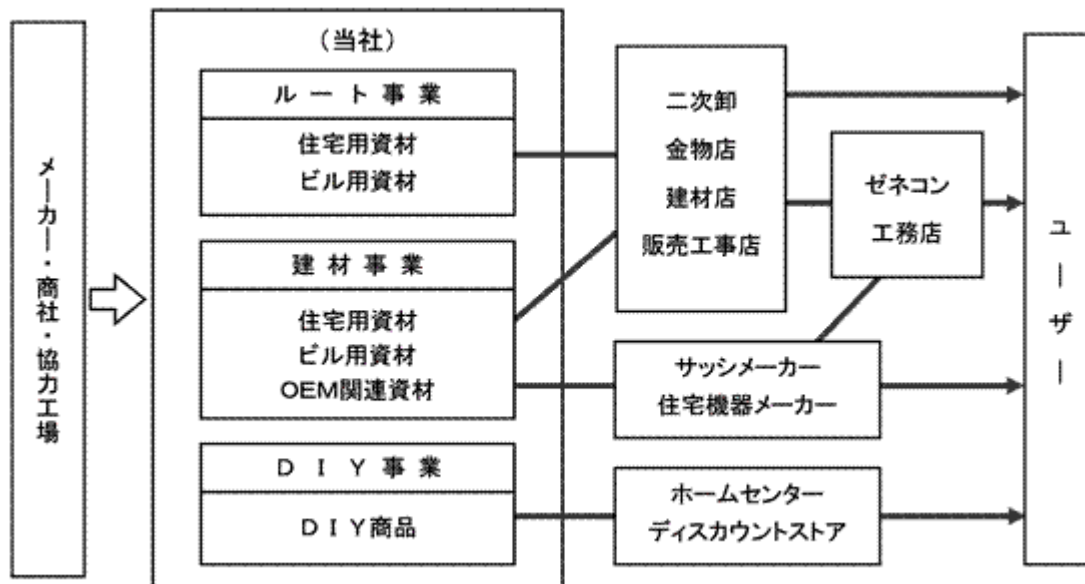 メーカー・商社・協力工場
（当社）
ルート事業
住宅用資材
ビル用資材
建材事業
住宅用資材
ビル用資材
OEM関連資材
ＤＩＹ事業
ＤＩＹ商品
二次卸
金物店
建材店
販売工事店
ゼネコン
工務店
サッシメーカー
住宅機器メーカー
ホームセンター
ディスカウントストア
ユーザー